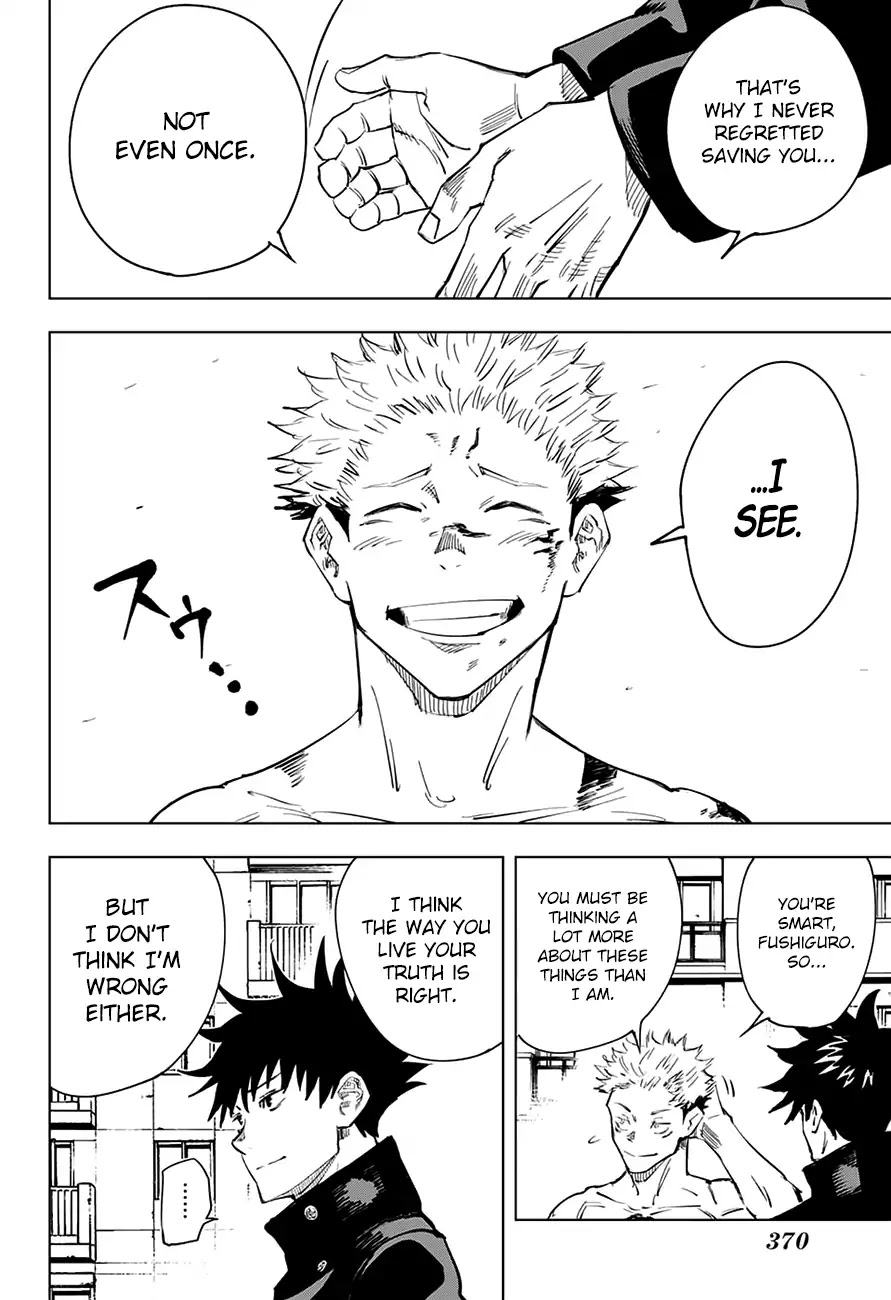 THAT'S
WHY I NEVER
REGRETTED
SAVING YOU...
NOT
EVEN ONCE.
...I
SEE.
スゥ...
YOU'RE
SMART,
FUSHIGURO.
SO...
YOU MUST BE
THINKING A
LOT MORE
ABOUT THESE
THINGS THAN
I AM.
I THINK
THE WAY YOU
LIVE YOUR
TRUTH IS
RIGHT.
BUT
I DON'T
THINK I'M
WRONG
EITHER.
......
370